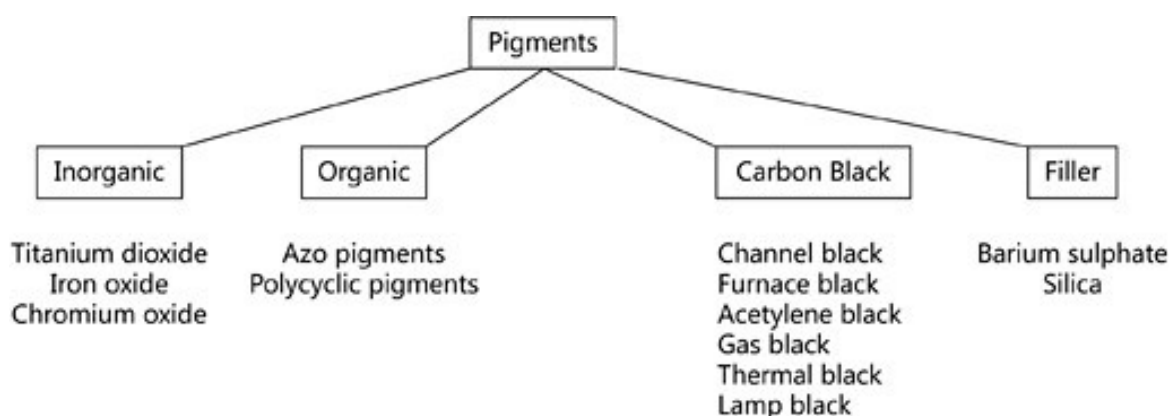 Pigments
Inorganic
Organic
Carbon Black
Filler
Titanium dioxide
Iron oxide
Chromium oxide
Azo pigments
Polycyclic pigments
Channel black
Furnace black
Acetylene black
Gas black
Thermal black
Lamp black
Barium sulphate
Silica